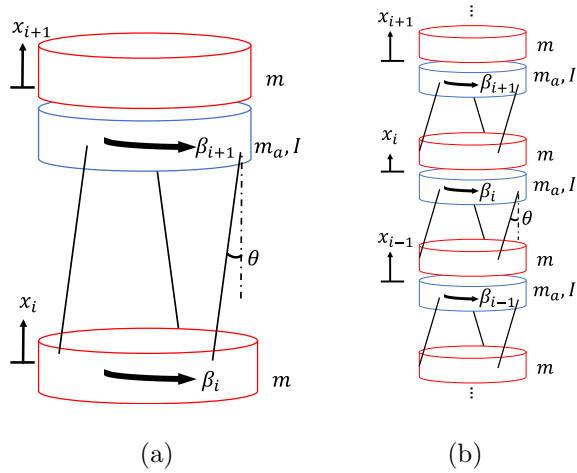 x_{i+1}
m
β_{i+1}
m_a, I
θ
x_i
β_i
m
(a)
⋮
x_{i+1}
m
β_{i+1}
m_a, I
x_i
m
β_i
m_a, I
θ
x_{i−1}
m
β_{i−1}
m_a, I
m
⋮
(b)